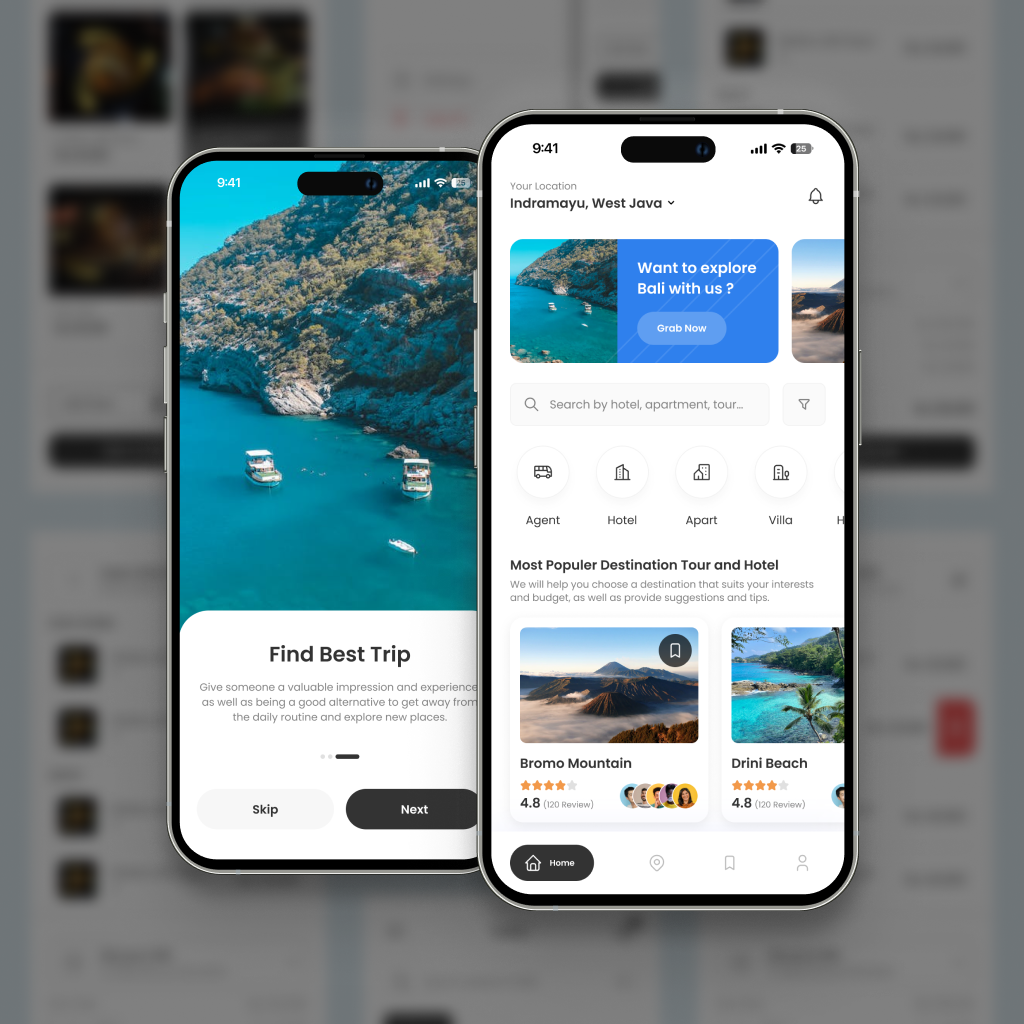 9:41
25
Find Best Trip
Give someone a valuable impression and experience
as well as being a good alternative to get away from
the daily routine and explore new places.
Skip
Next
9:41
25
Your Location
Indramayu, West Java
Want to explore
Bali with us ?
Grab Now
Search by hotel, apartment, tour...
Agent
Hotel
Apart
Villa
H
Most Populer Destination Tour and Hotel
We will help you choose a destination that suits your interests
and budget, as well as provide suggestions and tips.
Bromo Mountain
4.8 (120 Review)
Drini Beach
4.8 (120 Review)
Home